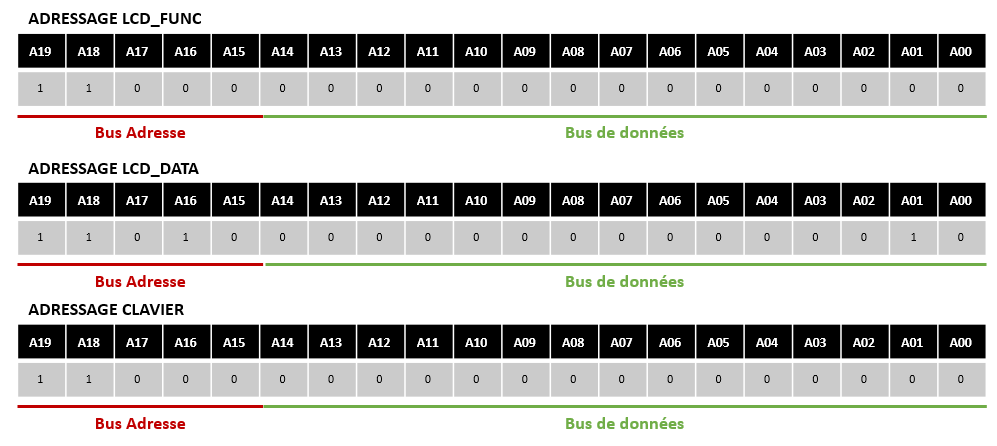 ADRESSAGE LCD_FUNC
A19 A18 A17 A16 A15 A14 A13 A12 A11 A10 A09 A08 A07 A06 A05 A04 A03 A02 A01 A00
1 1 0 0 0 0 0 0 0 0 0 0 0 0 0 0 0 0 0 0
Bus Adresse Bus de données
ADRESSAGE LCD_DATA
A19 A18 A17 A16 A15 A14 A13 A12 A11 A10 A09 A08 A07 A06 A05 A04 A03 A02 A01 A00
1 1 0 1 0 0 0 0 0 0 0 0 0 0 0 0 0 0 1 0
Bus Adresse Bus de données
ADRESSAGE CLAVIER
A19 A18 A17 A16 A15 A14 A13 A12 A11 A10 A09 A08 A07 A06 A05 A04 A03 A02 A01 A00
1 1 0 0 0 0 0 0 0 0 0 0 0 0 0 0 0 0 0 0
Bus Adresse Bus de données